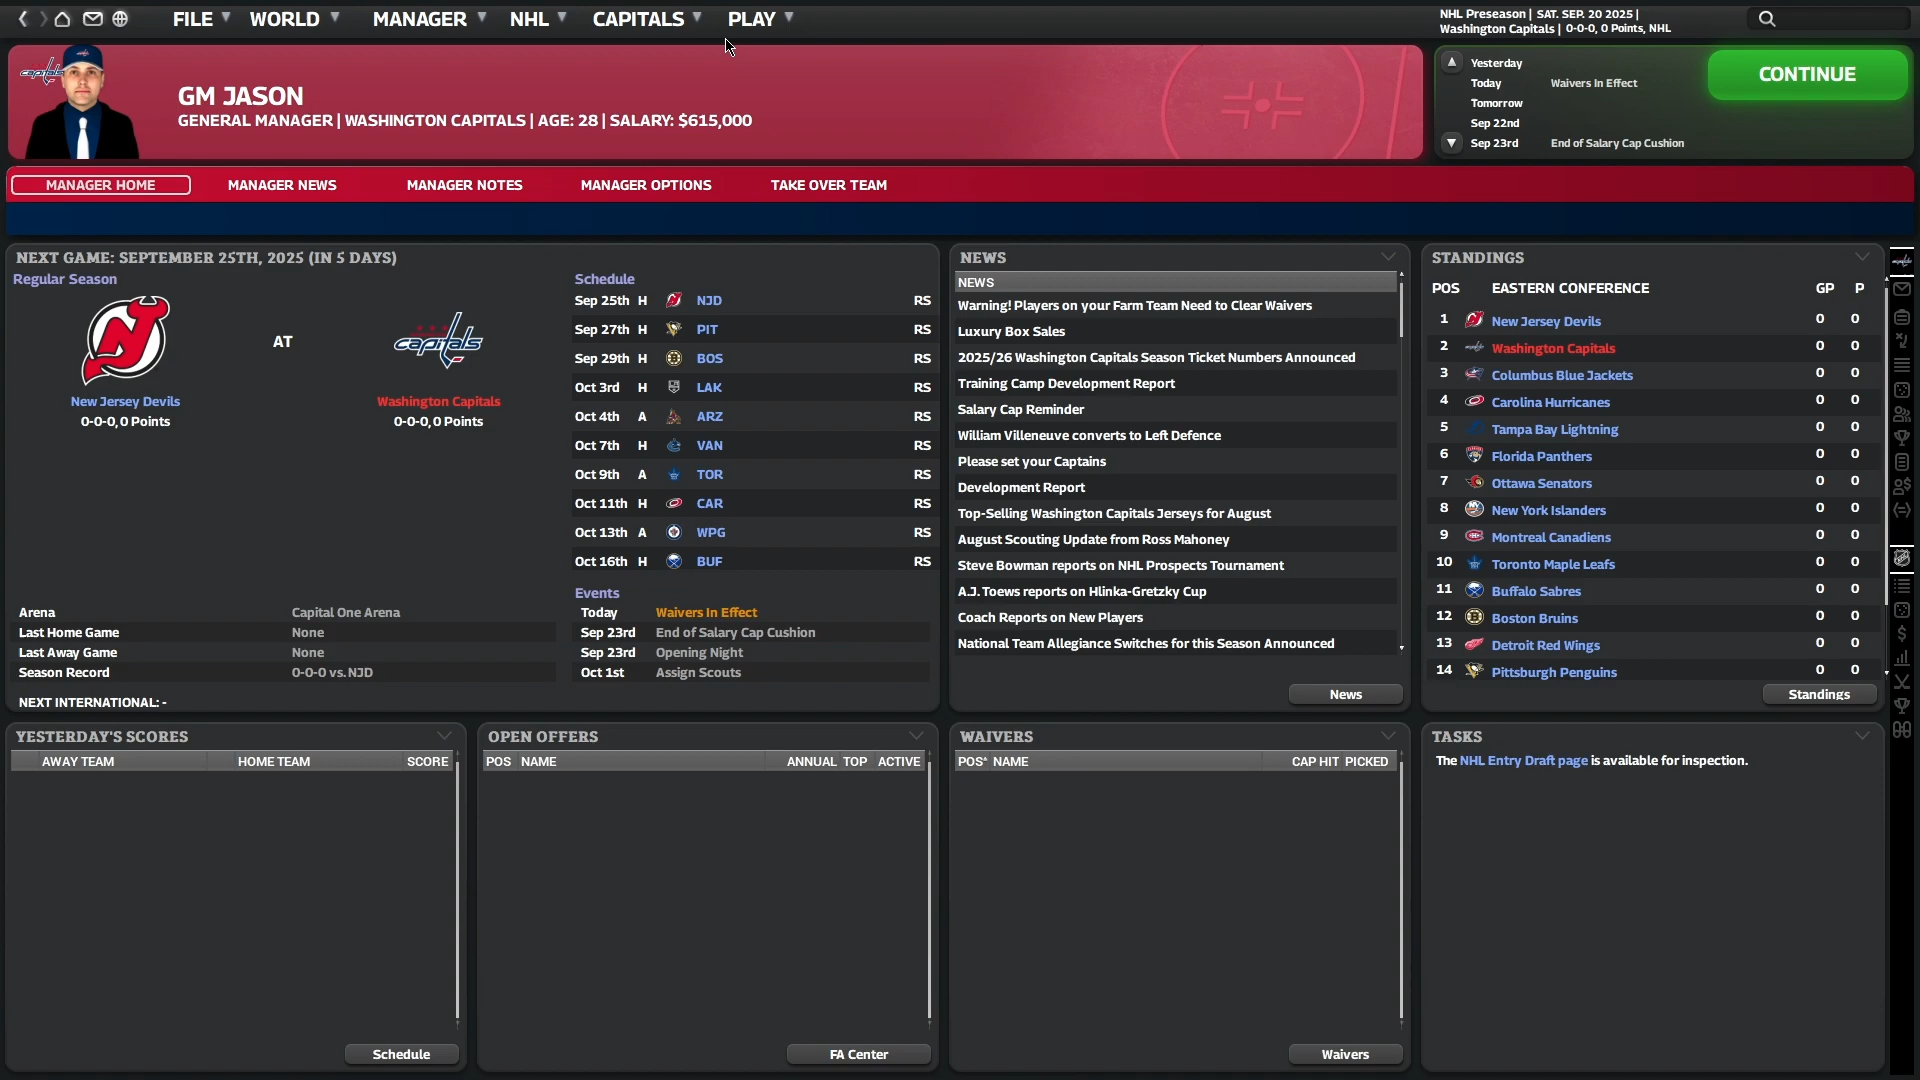 FILE WORLD MANAGER NHL CAPITALS PLAY
NHL Preseason | SAT. SEP. 20 2025 |
Washington Capitals | 0-0-0, 0 Points, NHL
capitals
GM JASON
GENERAL MANAGER | WASHINGTON CAPITALS | AGE: 28 | SALARY: $615,000
Yesterday
Today Waivers In Effect
Tomorrow
Sep 22nd
Sep 23rd End of Salary Cap Cushion
CONTINUE
MANAGER HOME MANAGER NEWS MANAGER NOTES MANAGER OPTIONS TAKE OVER TEAM
NEXT GAME: SEPTEMBER 25TH, 2025 (IN 5 DAYS)
Regular Season
AT
capitals
New Jersey Devils Washington Capitals
0-0-0, 0 Points 0-0-0, 0 Points
Arena Capital One Arena
Last Home Game None
Last Away Game None
Season Record 0-0-0 vs. NJD
NEXT INTERNATIONAL: -
Schedule
Sep 25th H NJD RS
Sep 27th H PIT RS
Sep 29th H BOS RS
Oct 3rd H LAK RS
Oct 4th A ARZ RS
Oct 7th H VAN RS
Oct 9th A TOR RS
Oct 11th H CAR RS
Oct 13th A WPG RS
Oct 16th H BUF RS
Events
Today Waivers In Effect
Sep 23rd End of Salary Cap Cushion
Sep 23rd Opening Night
Oct 1st Assign Scouts
NEWS
NEWS
Warning! Players on your Farm Team Need to Clear Waivers
Luxury Box Sales
2025/26 Washington Capitals Season Ticket Numbers Announced
Training Camp Development Report
Salary Cap Reminder
William Villeneuve converts to Left Defence
Please set your Captains
Development Report
Top-Selling Washington Capitals Jerseys for August
August Scouting Update from Ross Mahoney
Steve Bowman reports on NHL Prospects Tournament
A.J. Toews reports on Hlinka-Gretzky Cup
Coach Reports on New Players
National Team Allegiance Switches for this Season Announced
News
STANDINGS
POS EASTERN CONFERENCE GP P
1 New Jersey Devils 0 0
2 Washington Capitals 0 0
3 Columbus Blue Jackets 0 0
4 Carolina Hurricanes 0 0
5 Tampa Bay Lightning 0 0
6 Florida Panthers 0 0
7 Ottawa Senators 0 0
8 New York Islanders 0 0
9 Montreal Canadiens 0 0
10 Toronto Maple Leafs 0 0
11 Buffalo Sabres 0 0
12 Boston Bruins 0 0
13 Detroit Red Wings 0 0
14 Pittsburgh Penguins 0 0
Standings
YESTERDAY'S SCORES
AWAY TEAM HOME TEAM SCORE
Schedule
OPEN OFFERS
POS NAME ANNUAL TOP ACTIVE
FA Center
WAIVERS
POS NAME CAP HIT PICKED
Waivers
TASKS
The NHL Entry Draft page is available for inspection.